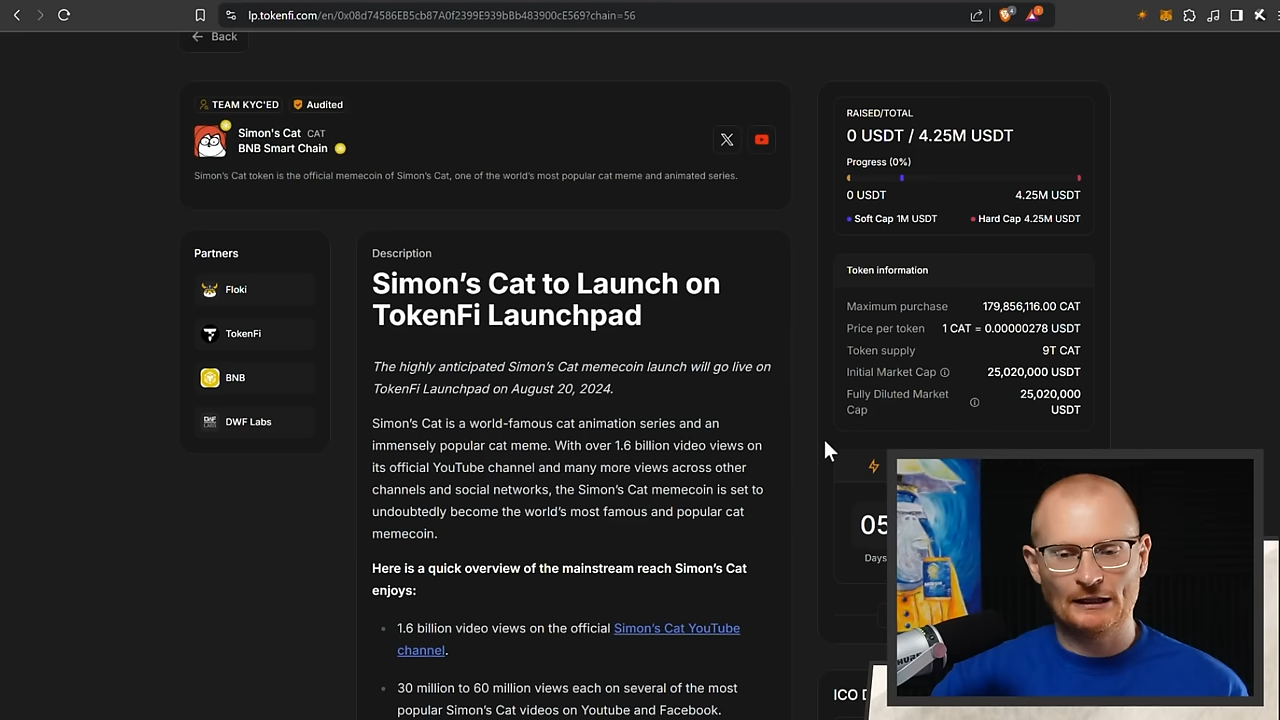 lp.tokenfi.com/en/0x08d74586EB5cb87A0f2399E939bBb483900cE569?chain=56
Back
TEAM KYC'ED
Audited
Simon's Cat CAT
BNB Smart Chain
Simon's Cat token is the official memecoin of Simon's Cat, one of the world's most popular cat meme and animated series.
Partners
Floki
TokenFi
BNB
DWF Labs
Description
Simon's Cat to Launch on
TokenFi Launchpad
The highly anticipated Simon's Cat memecoin launch will go live on
TokenFi Launchpad on August 20, 2024.
Simon's Cat is a world-famous cat animation series and an
immensely popular cat meme. With over 1.6 billion video views on
its official YouTube channel and many more views across other
channels and social networks, the Simon's Cat memecoin is set to
undoubtedly become the world's most famous and popular cat
memecoin.
Here is a quick overview of the mainstream reach Simon's Cat
enjoys:
1.6 billion video views on the official Simon's Cat YouTube
channel.
30 million to 60 million views each on several of the most
popular Simon's Cat videos on Youtube and Facebook.
RAISED/TOTAL
0 USDT / 4.25M USDT
Progress (0%)
0 USDT 4.25M USDT
Soft Cap 1M USDT Hard Cap 4.25M USDT
Token information
Maximum purchase 179,856,116.00 CAT
Price per token 1 CAT = 0.00000278 USDT
Token supply 9T CAT
Initial Market Cap 25,020,000 USDT
Fully Diluted Market 25,020,000
Cap USDT
05
Days
ICO D